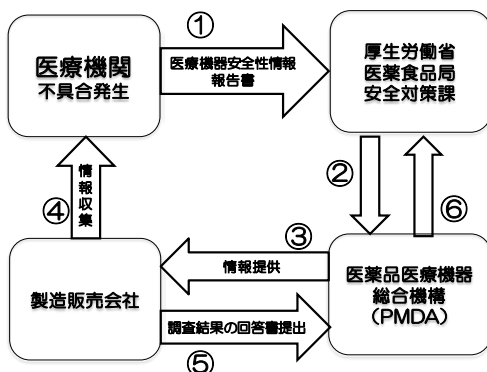 ①
医療機関
不具合発生
医療機器安全性情報
報告書
厚生労働省
医薬食品局
安全対策課
②
⑥
④
情報収集
③
情報提供
製造販売会社
医薬品医療機器
総合機構
(PMDA)
調査結果の回答書提出
⑤